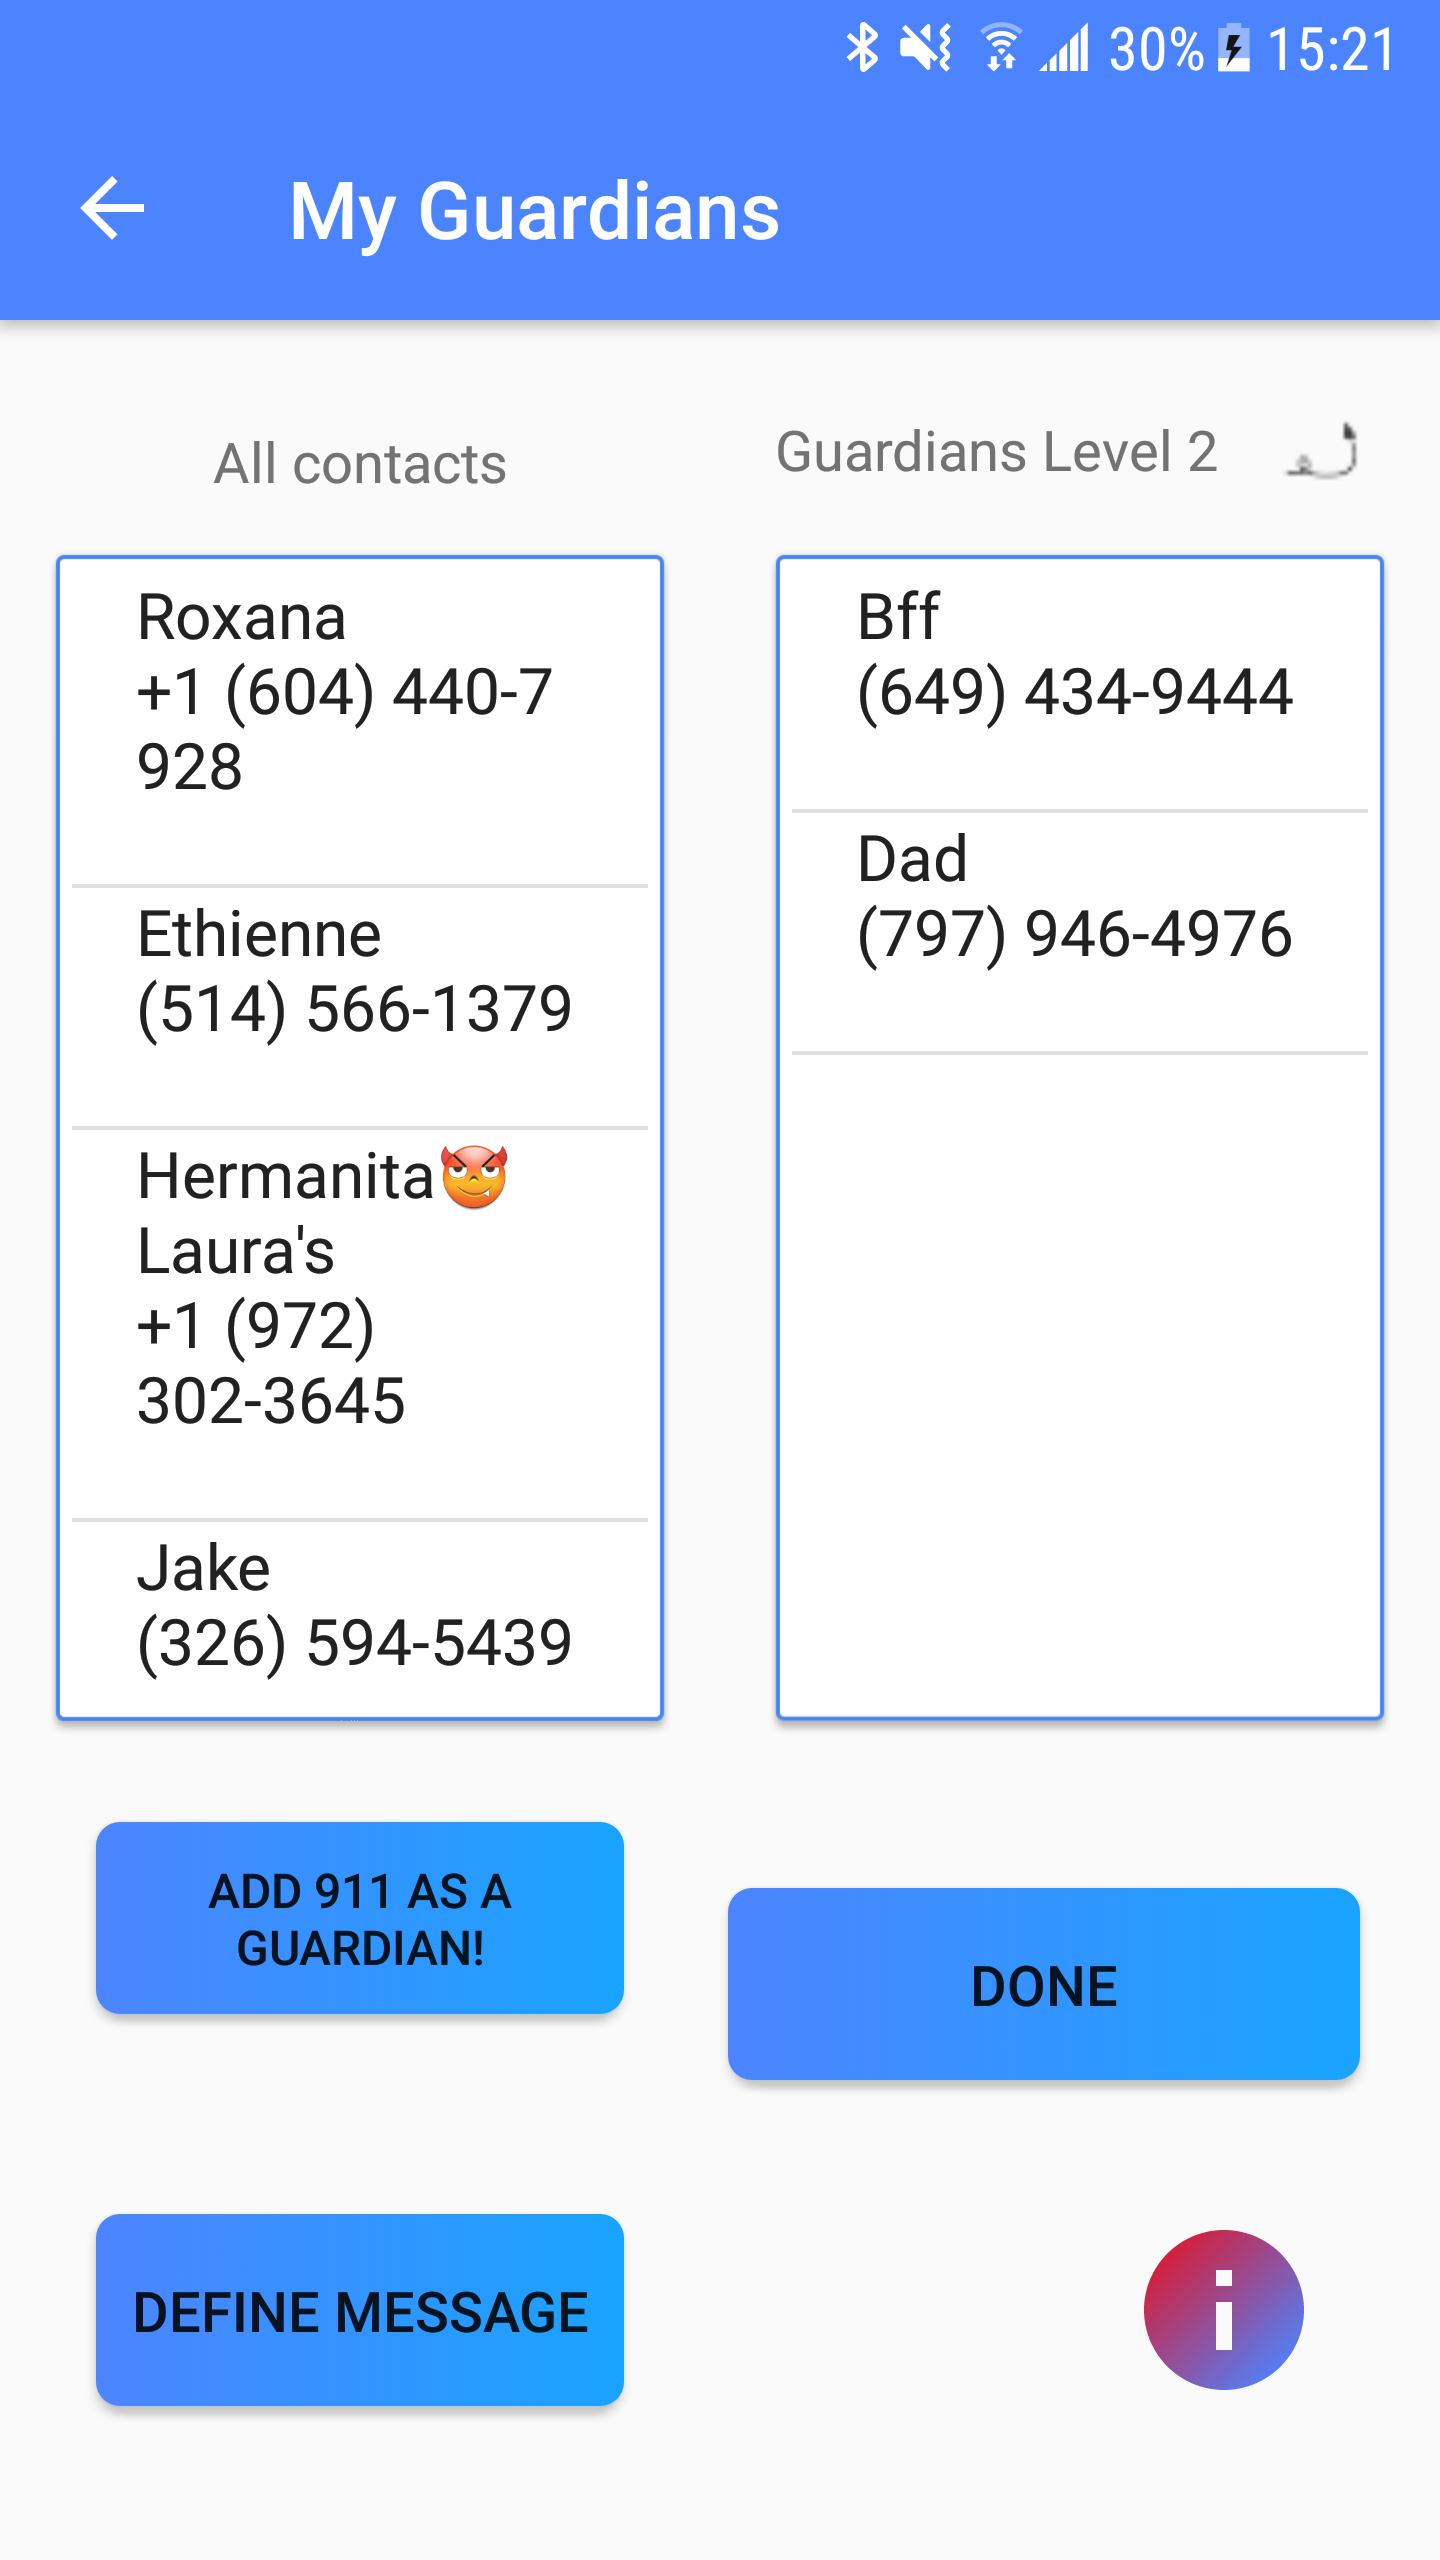 30% 15:21
My Guardians
All contacts
Guardians Level 2
Roxana
+1 (604) 440-7
928
Ethienne
(514) 566-1379
Hermanita😈
Laura's
+1 (972)
302-3645
Jake
(326) 594-5439
Bff
(649) 434-9444
Dad
(797) 946-4976
ADD 911 AS A
GUARDIAN!
DONE
DEFINE MESSAGE
i